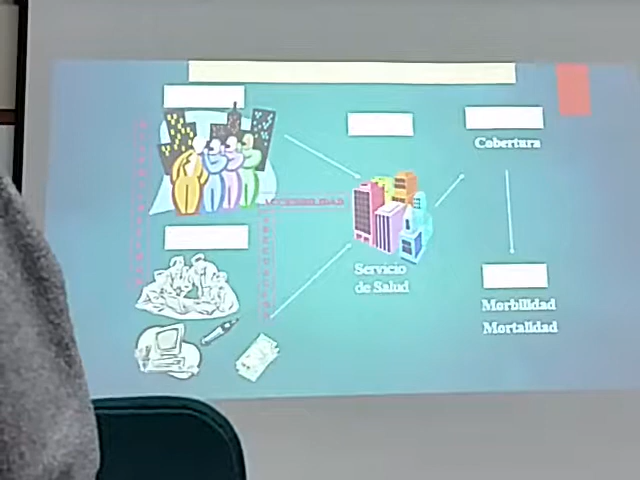 ACCESIBILIDAD
Cobertura
Servicio
de Salud
Morbilidad
Mortalidad